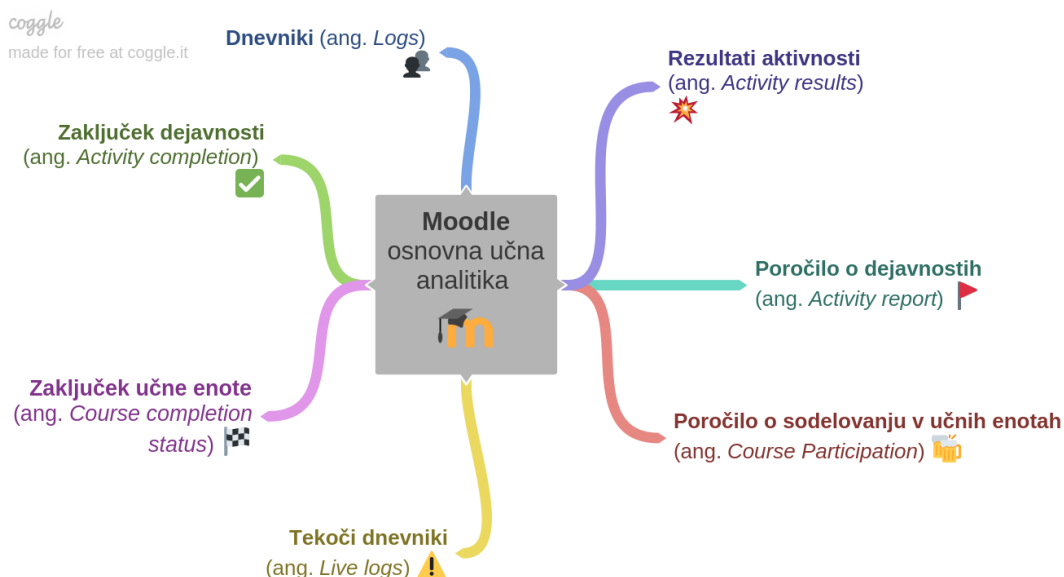 coggle
made for free at coggle.it
Dnevniki (ang. Logs)
Rezultati aktivnosti
(ang. Activity results)
Zaključek dejavnosti
(ang. Activity completion)
Moodle
osnovna učna
analitika
m
Poročilo o dejavnostih
(ang. Activity report)
Zaključek učne enote
(ang. Course completion
status)
Poročilo o sodelovanju v učnih enotah
(ang. Course Participation)
Tekoči dnevniki
(ang. Live logs)